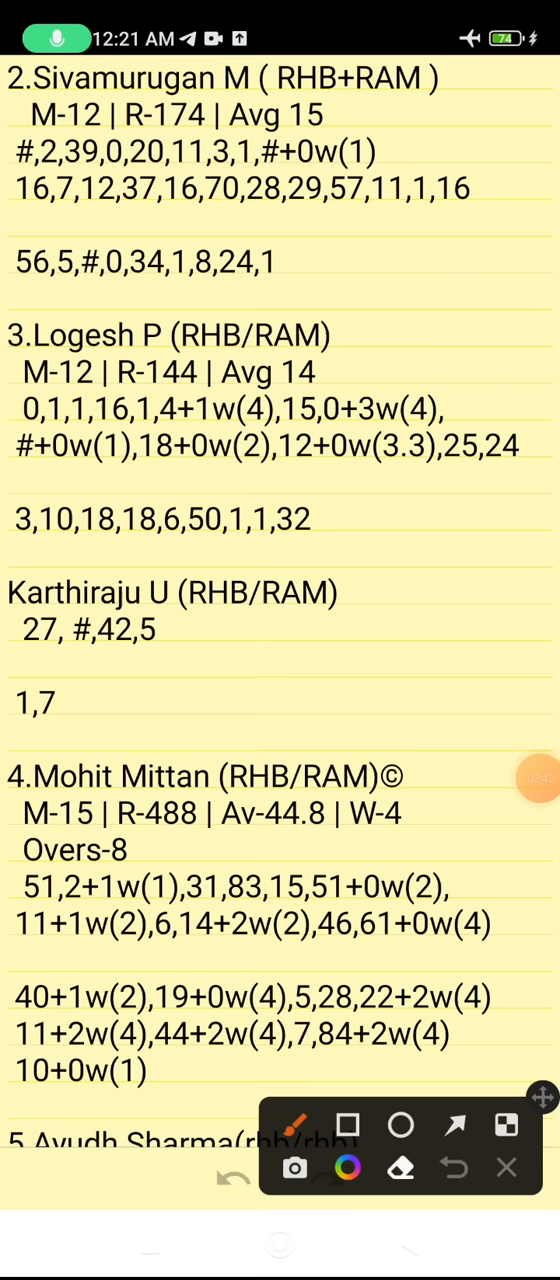 12:21 AM
74
2.Sivamurugan M ( RHB+RAM )
M-12 | R-174 | Avg 15
#,2,39,0,20,11,3,1,#+0w(1)
16,7,12,37,16,70,28,29,57,11,1,16
56,5,#,0,34,1,8,24,1
3.Logesh P (RHB/RAM)
M-12 | R-144 | Avg 14
0,1,1,16,1,4+1w(4),15,0+3w(4),
#+0w(1),18+0w(2),12+0w(3.3),25,24
3,10,18,18,6,50,1,1,32
Karthiraju U (RHB/RAM)
27, #,42,5
1,7
4.Mohit Mittan (RHB/RAM)©
02:42
M-15 | R-488 | Av-44.8 | W-4
Overs-8
51,2+1w(1),31,83,15,51+0w(2),
11+1w(2),6,14+2w(2),46,61+0w(4)
40+1w(2),19+0w(4),5,28,22+2w(4)
11+2w(4),44+2w(4),7,84+2w(4)
10+0w(1)
5.Ayudh Sharma(rhb/rhb)